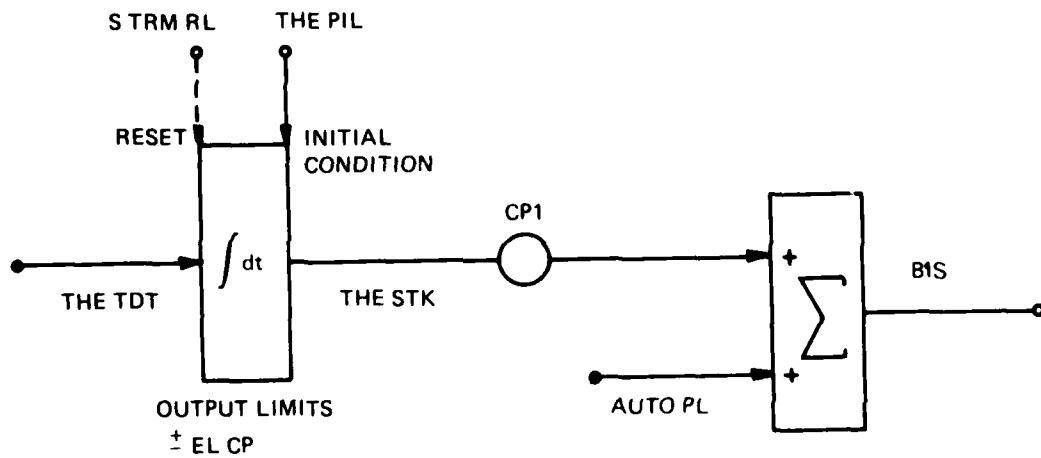 S TRM RL
THE PIL
RESET
INITIAL
CONDITION
CP1
∫ dt
+
B1S
THE TDT
THE STK
∑
+
AUTO PL
OUTPUT LIMITS
± EL CP